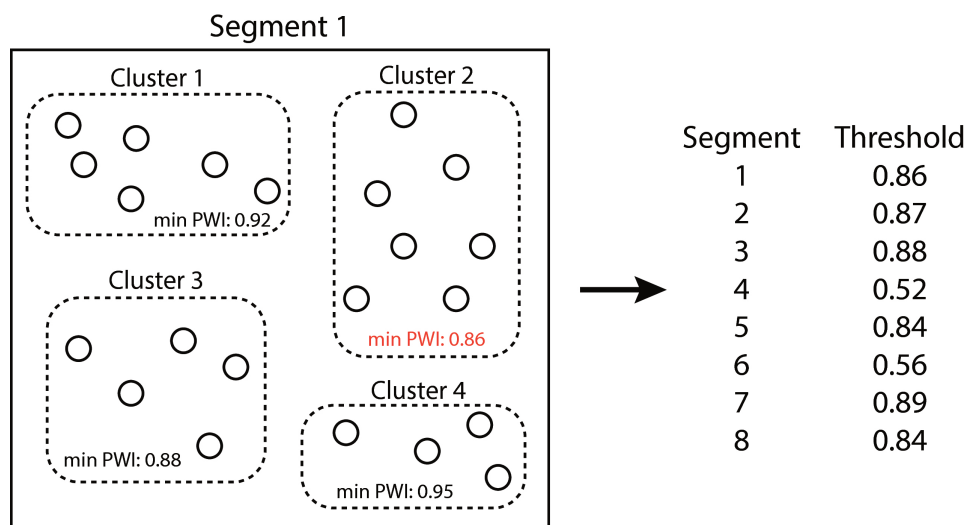 Segment 1
Cluster 1
min PWI: 0.92
Cluster 2
min PWI: 0.86
Cluster 3
min PWI: 0.88
Cluster 4
min PWI: 0.95
Segment Threshold
1 0.86
2 0.87
3 0.88
4 0.52
5 0.84
6 0.56
7 0.89
8 0.84